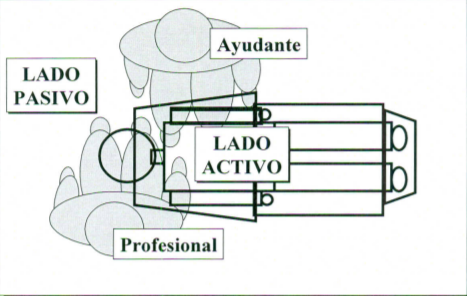 Ayudante
LADO
PASIVO
LADO
ACTIVO
Profesional